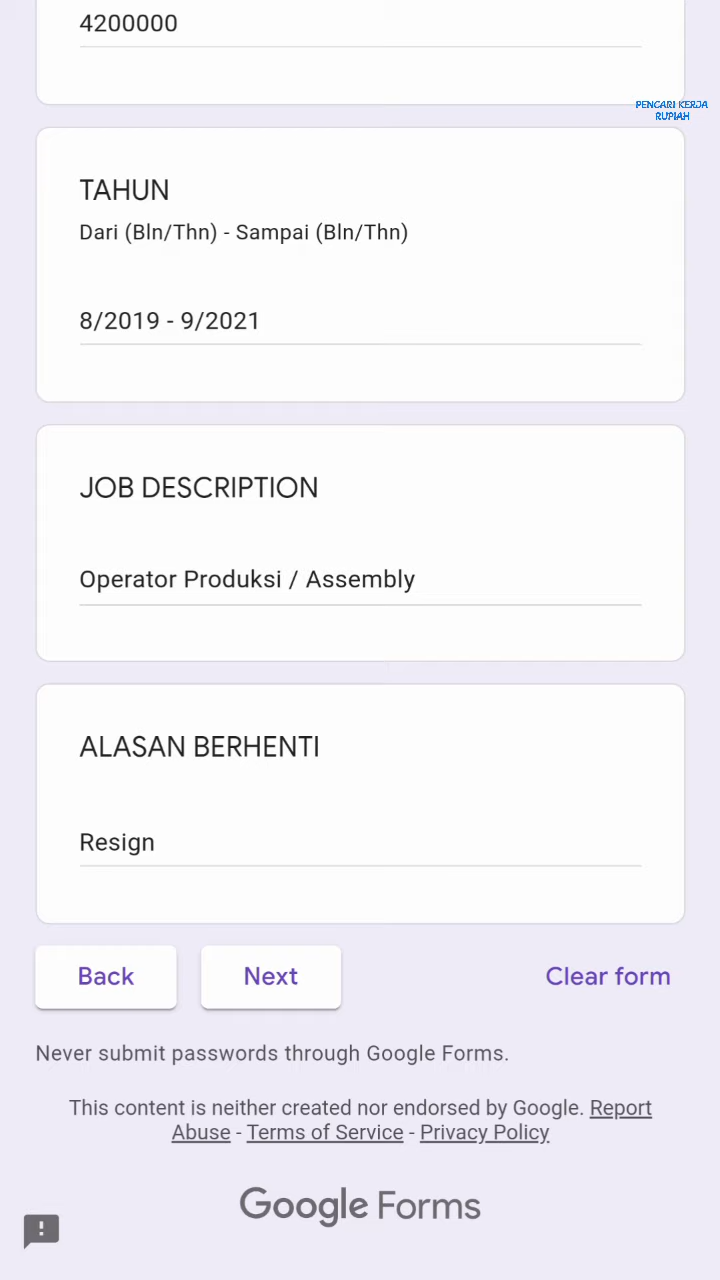 4200000
PENCARI KERJA
RUPIAH
TAHUN
Dari (Bln/Thn) - Sampai (Bln/Thn)
8/2019 - 9/2021
JOB DESCRIPTION
Operator Produksi / Assembly
ALASAN BERHENTI
Resign
Back
Next
Clear form
Never submit passwords through Google Forms.
This content is neither created nor endorsed by Google. Report
Abuse - Terms of Service - Privacy Policy
Google Forms